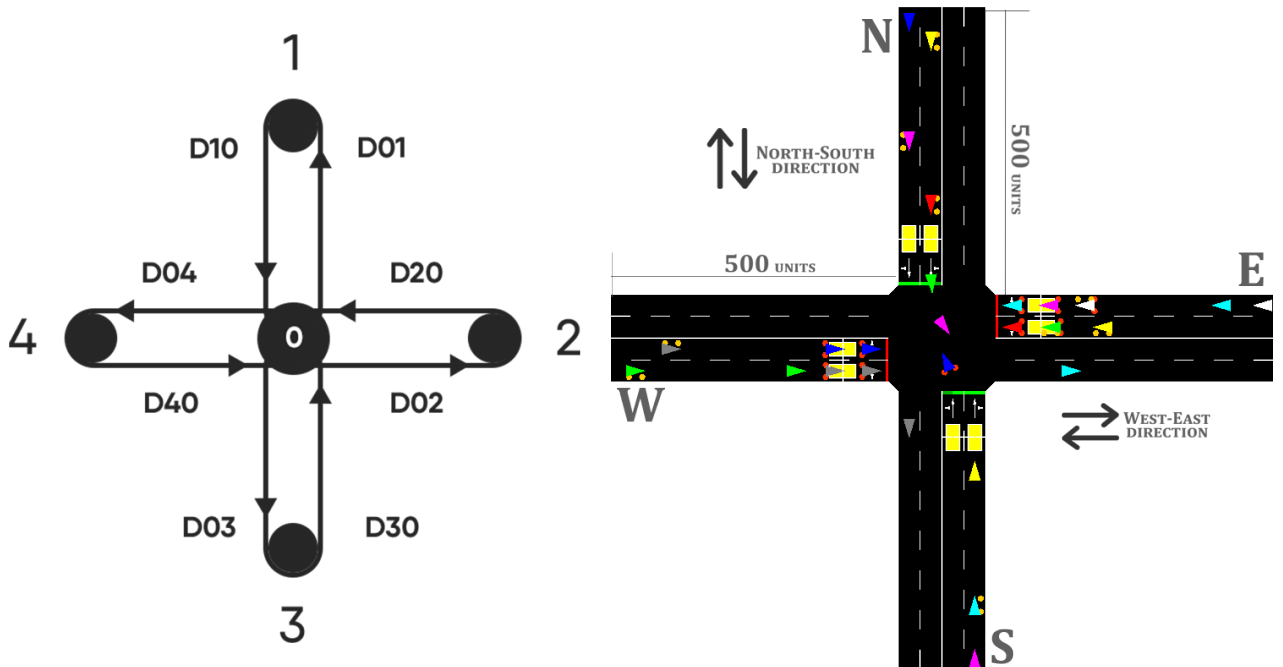 1
D10
D01
D04
D20
4
0
2
D40
D02
D03
D30
3
N
NORTH-SOUTH
DIRECTION
500 UNITS
500 UNITS
E
W
WEST-EAST
DIRECTION
S